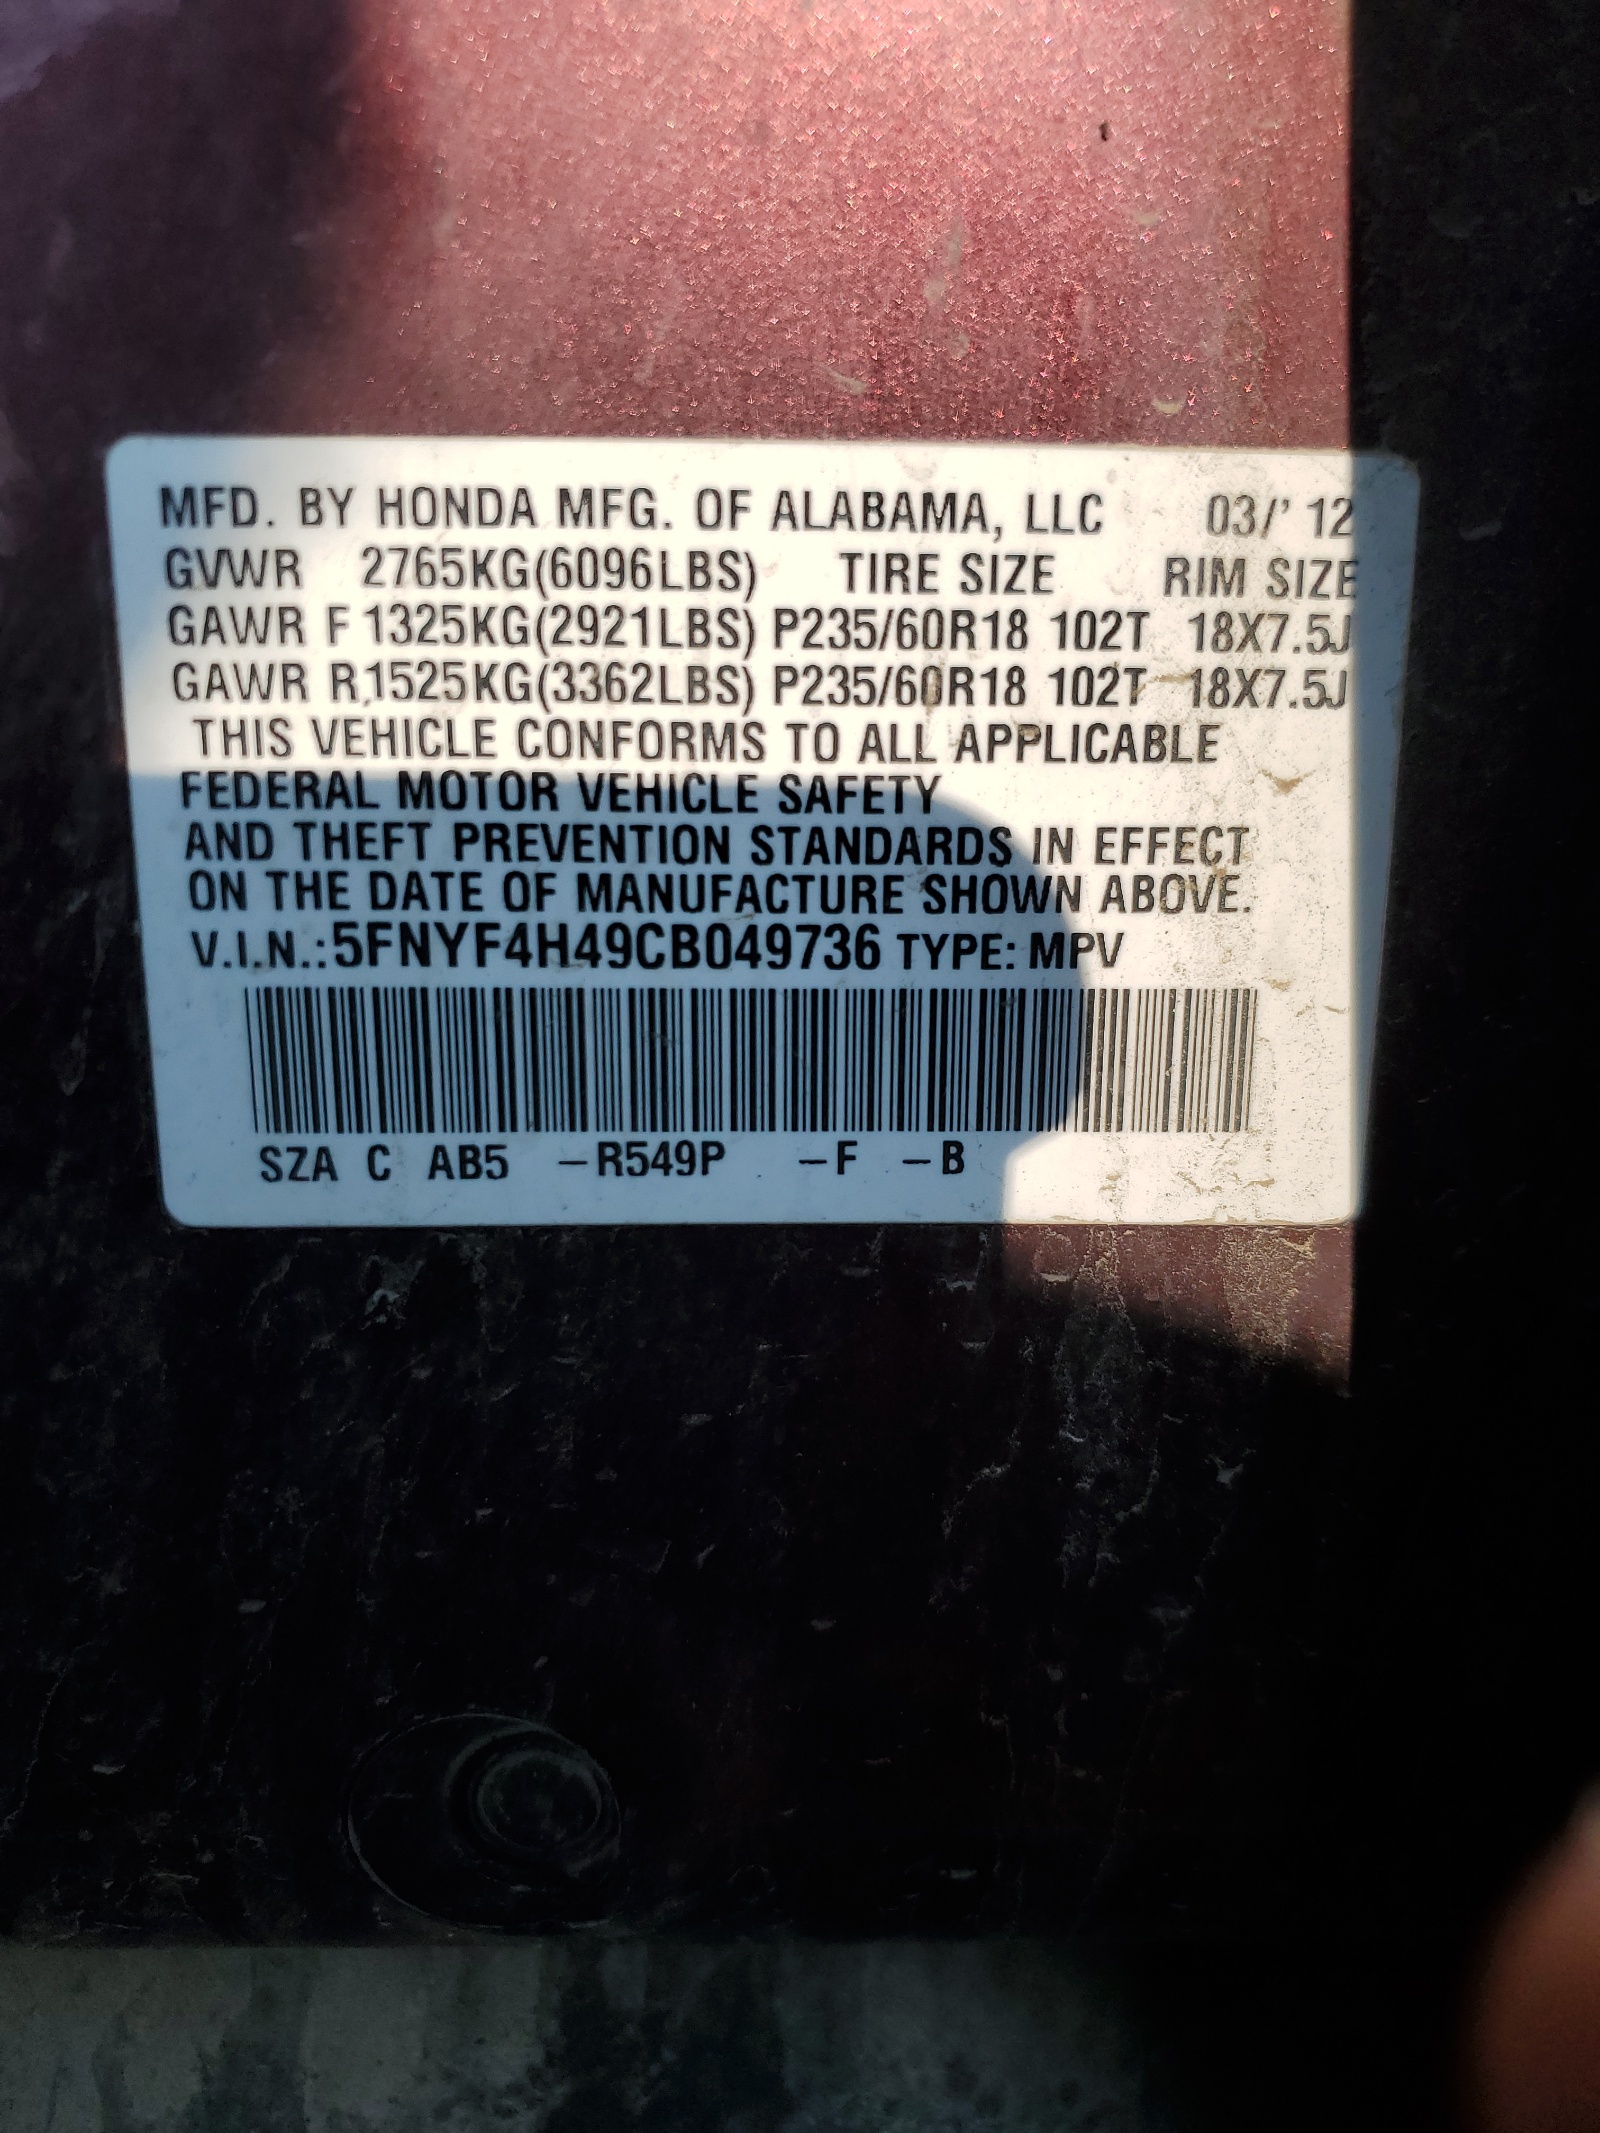 MFD. BY HONDA MFG. OF ALABAMA, LLC 03/' 12
GVWR 2765KG(6096LBS) TIRE SIZE RIM SIZE
GAWR F 1325KG(2921LBS) P235/60R18 102T 18X7.5J
GAWR R 1525KG(3362LBS) P235/60R18 102T 18X7.5J
THIS VEHICLE CONFORMS TO ALL APPLICABLE
FEDERAL MOTOR VEHICLE SAFETY
AND THEFT PREVENTION STANDARDS IN EFFECT
ON THE DATE OF MANUFACTURE SHOWN ABOVE.
V.I.N.:5FNYF4H49CB049736 TYPE: MPV
SZA C AB5 -R549P -F -B